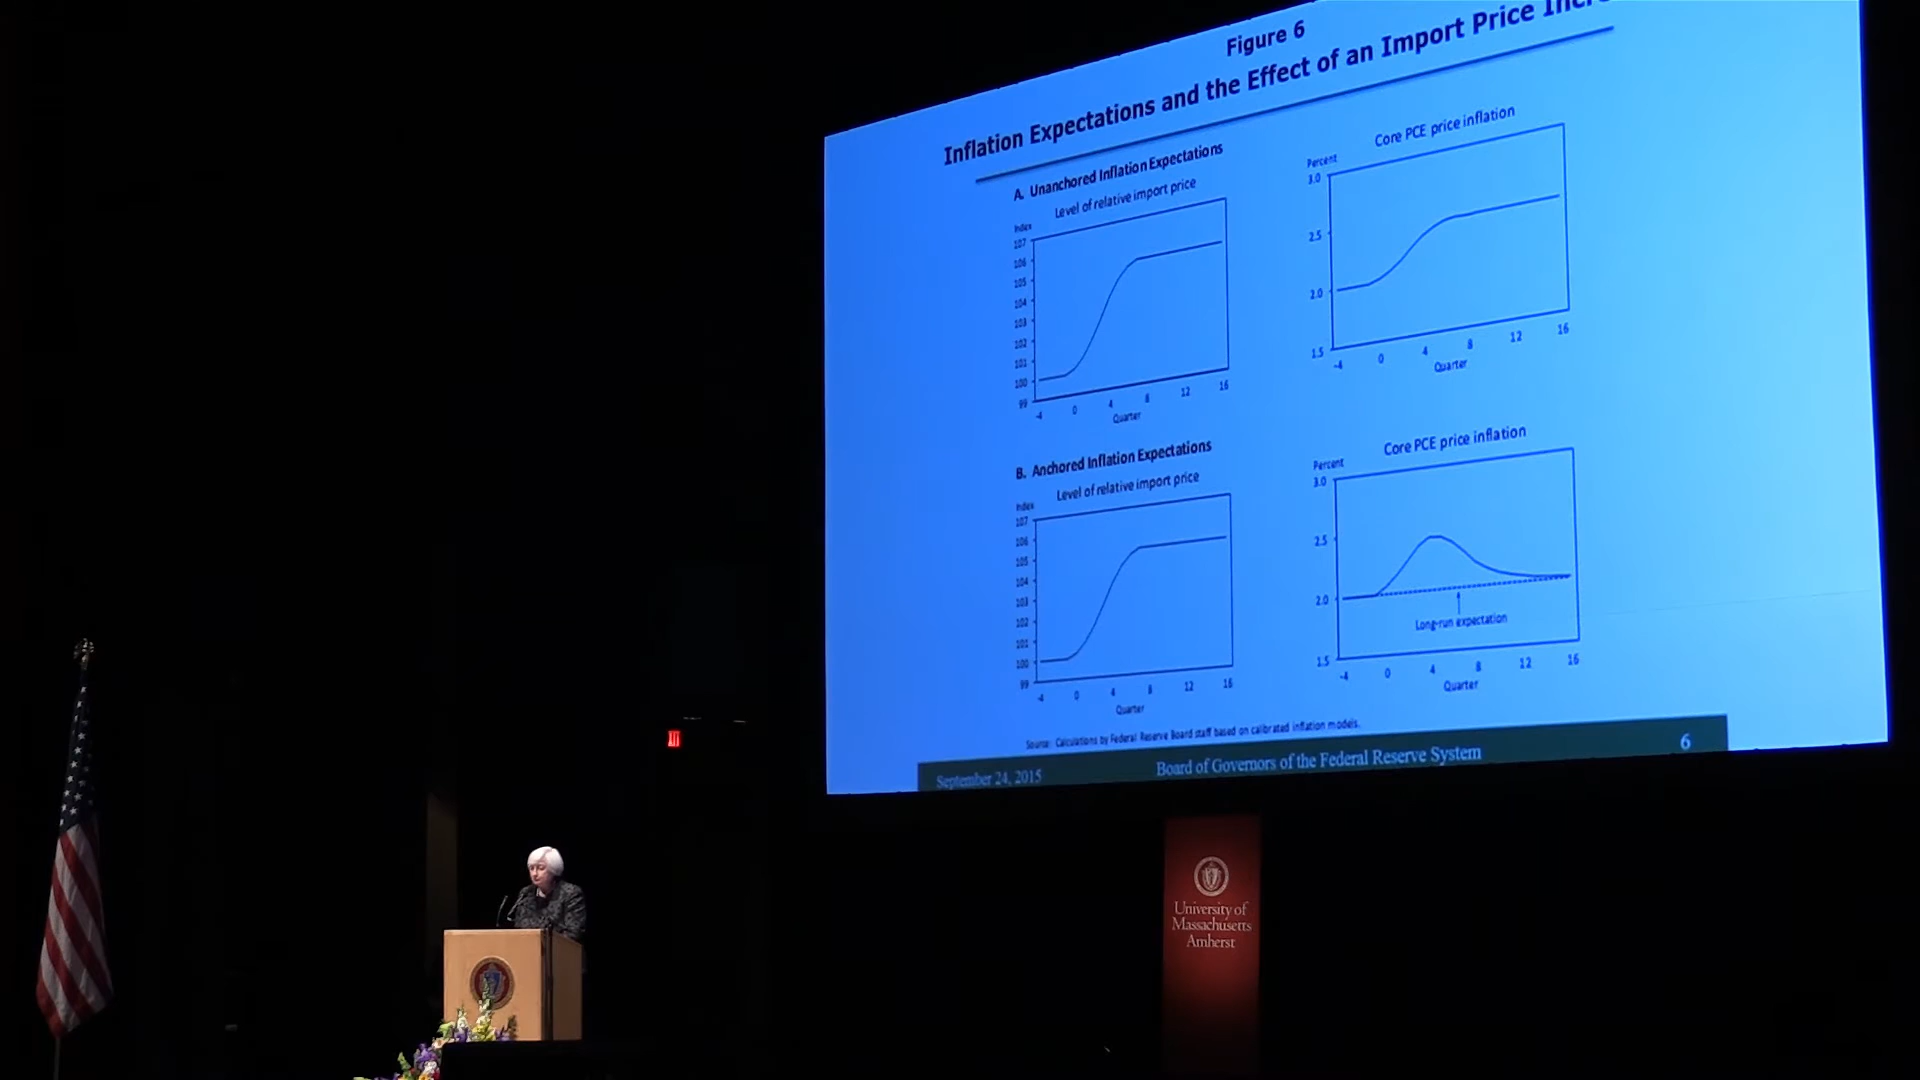 Figure 6
Inflation Expectations and the Effect of an Import Price
A. Unanchored Inflation Expectations
Level of relative import price
Index
107
106
105
104
103
102
101
100
99
-4 0 4 8 12 16
Quarter
Core PCE price inflation
Percent
3.0
2.5
2.0
1.5
-4 0 4 8 12 16
Quarter
B. Anchored Inflation Expectations
Level of relative import price
Index
107
106
105
104
103
102
101
100
99
-4 0 4 8 12 16
Quarter
Core PCE price inflation
Percent
3.0
2.5
2.0
1.5
Long-run expectation
-4 0 4 8 12 16
Quarter
Source: Calculations by Federal Reserve Board staff based on calibrated inflation models.
September 24, 2015
Board of Governors of the Federal Reserve System
6
University of
Massachusetts
Amherst